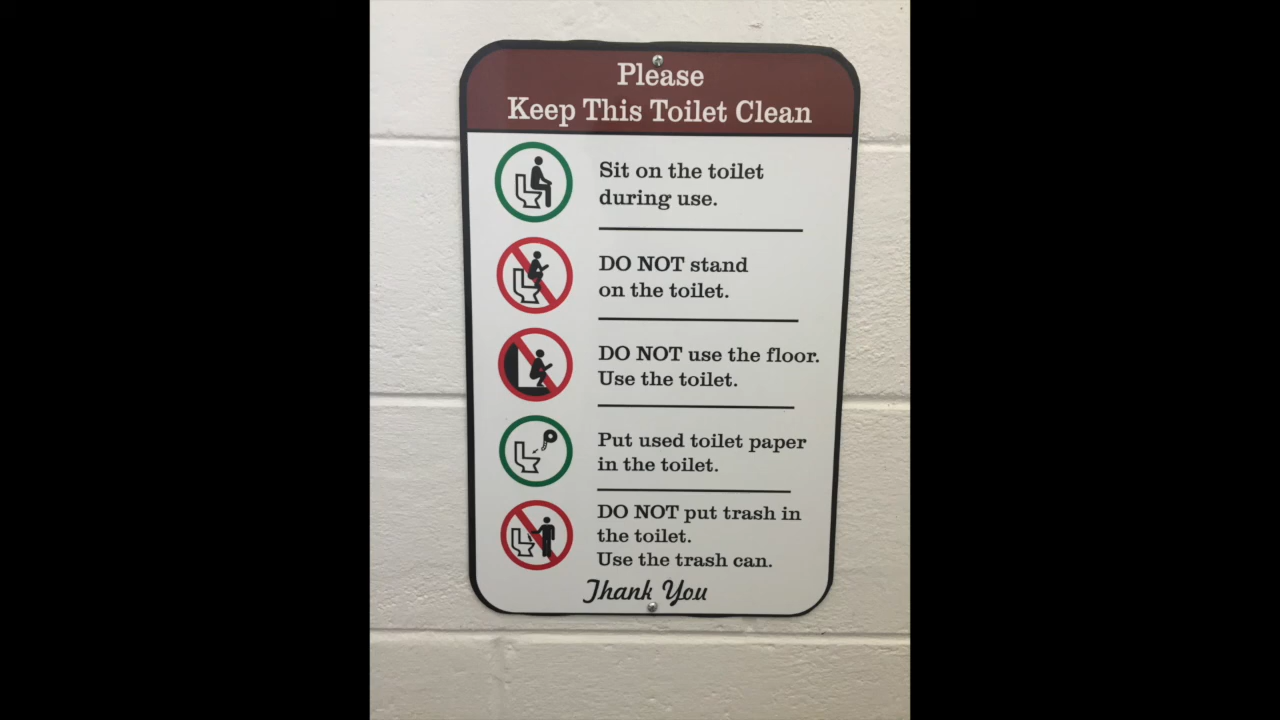 Please
Keep This Toilet Clean
Sit on the toilet
during use.
DO NOT stand
on the toilet.
DO NOT use the floor.
Use the toilet.
Put used toilet paper
in the toilet.
DO NOT put trash in
the toilet.
Use the trash can.
Thank You